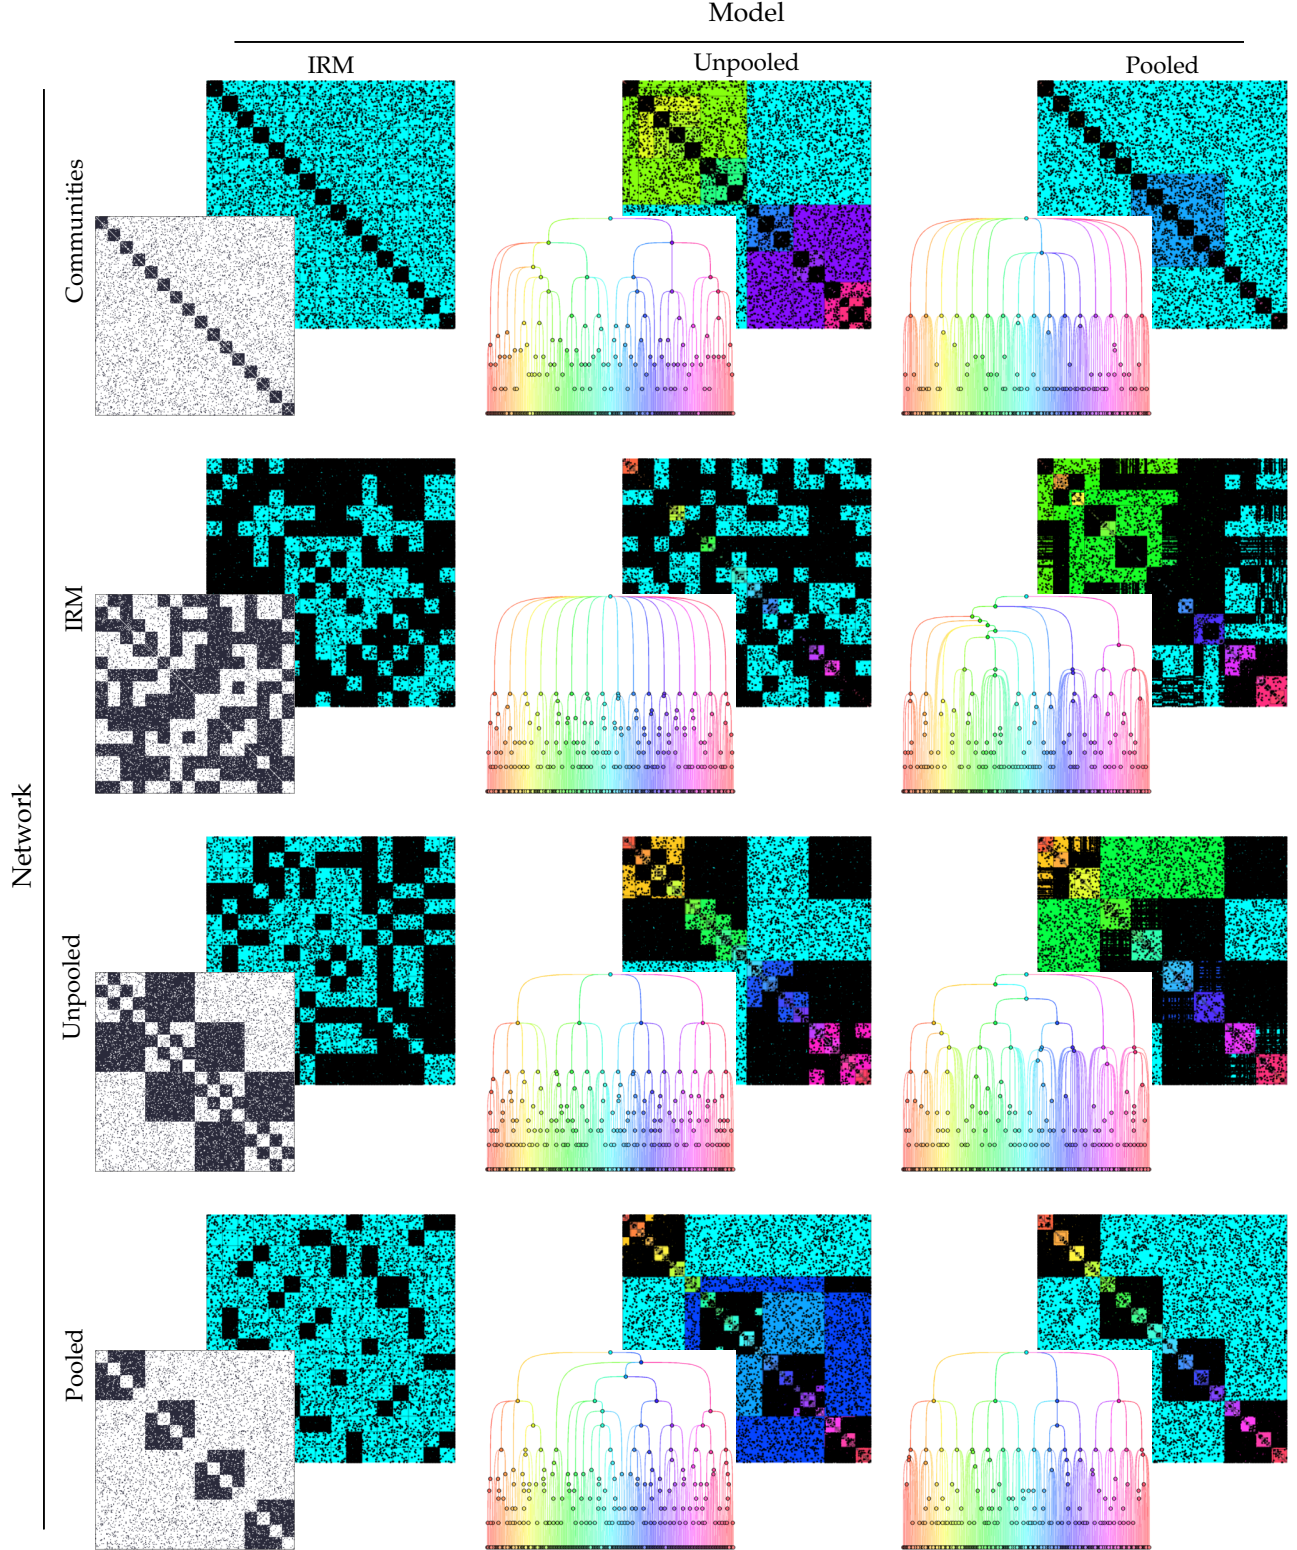 Model
IRM
Unpooled
Pooled
Network
Communities
IRM
Unpooled
Pooled